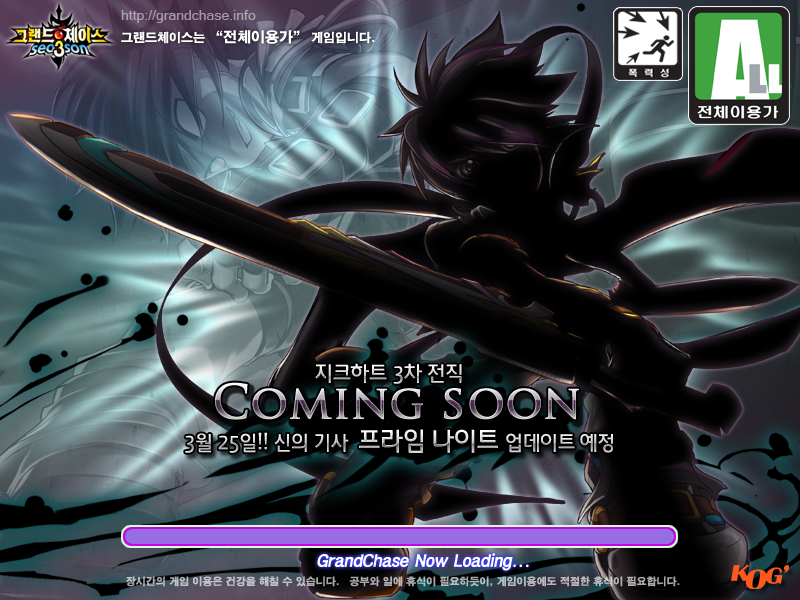 http://grandchase.info
그랜드체이스
seo3son
그랜드체이스는 “전체이용가” 게임입니다.
폭력성
ALL
전체이용가
지크하트 3차 전직
COMING SOON
3월 25일!! 신의 기사 프라임 나이트 업데이트 예정
GrandChase Now Loading...
장시간의 게임 이용은 건강을 해칠 수 있습니다. 공부와 일에 휴식이 필요하듯이, 게임이용에도 적절한 휴식이 필요합니다.
KOG'